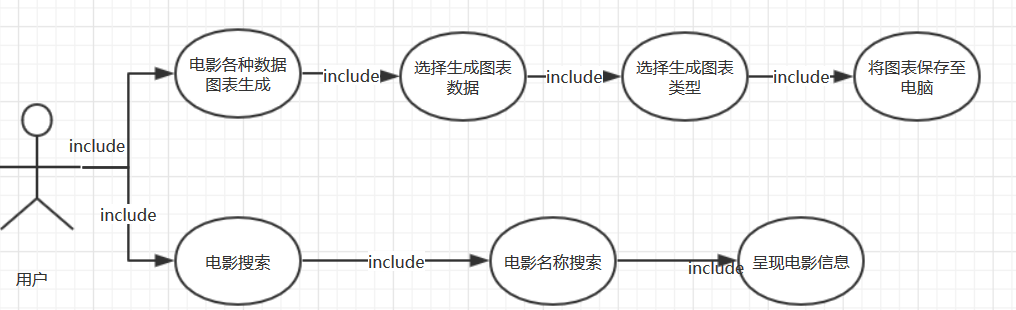 电影各种数据
图表生成
include
选择生成图表
数据
include
选择生成图表
类型
include
将图表保存至
电脑
include
include
用户
电影搜索
include
电影名称搜索
include
呈现电影信息